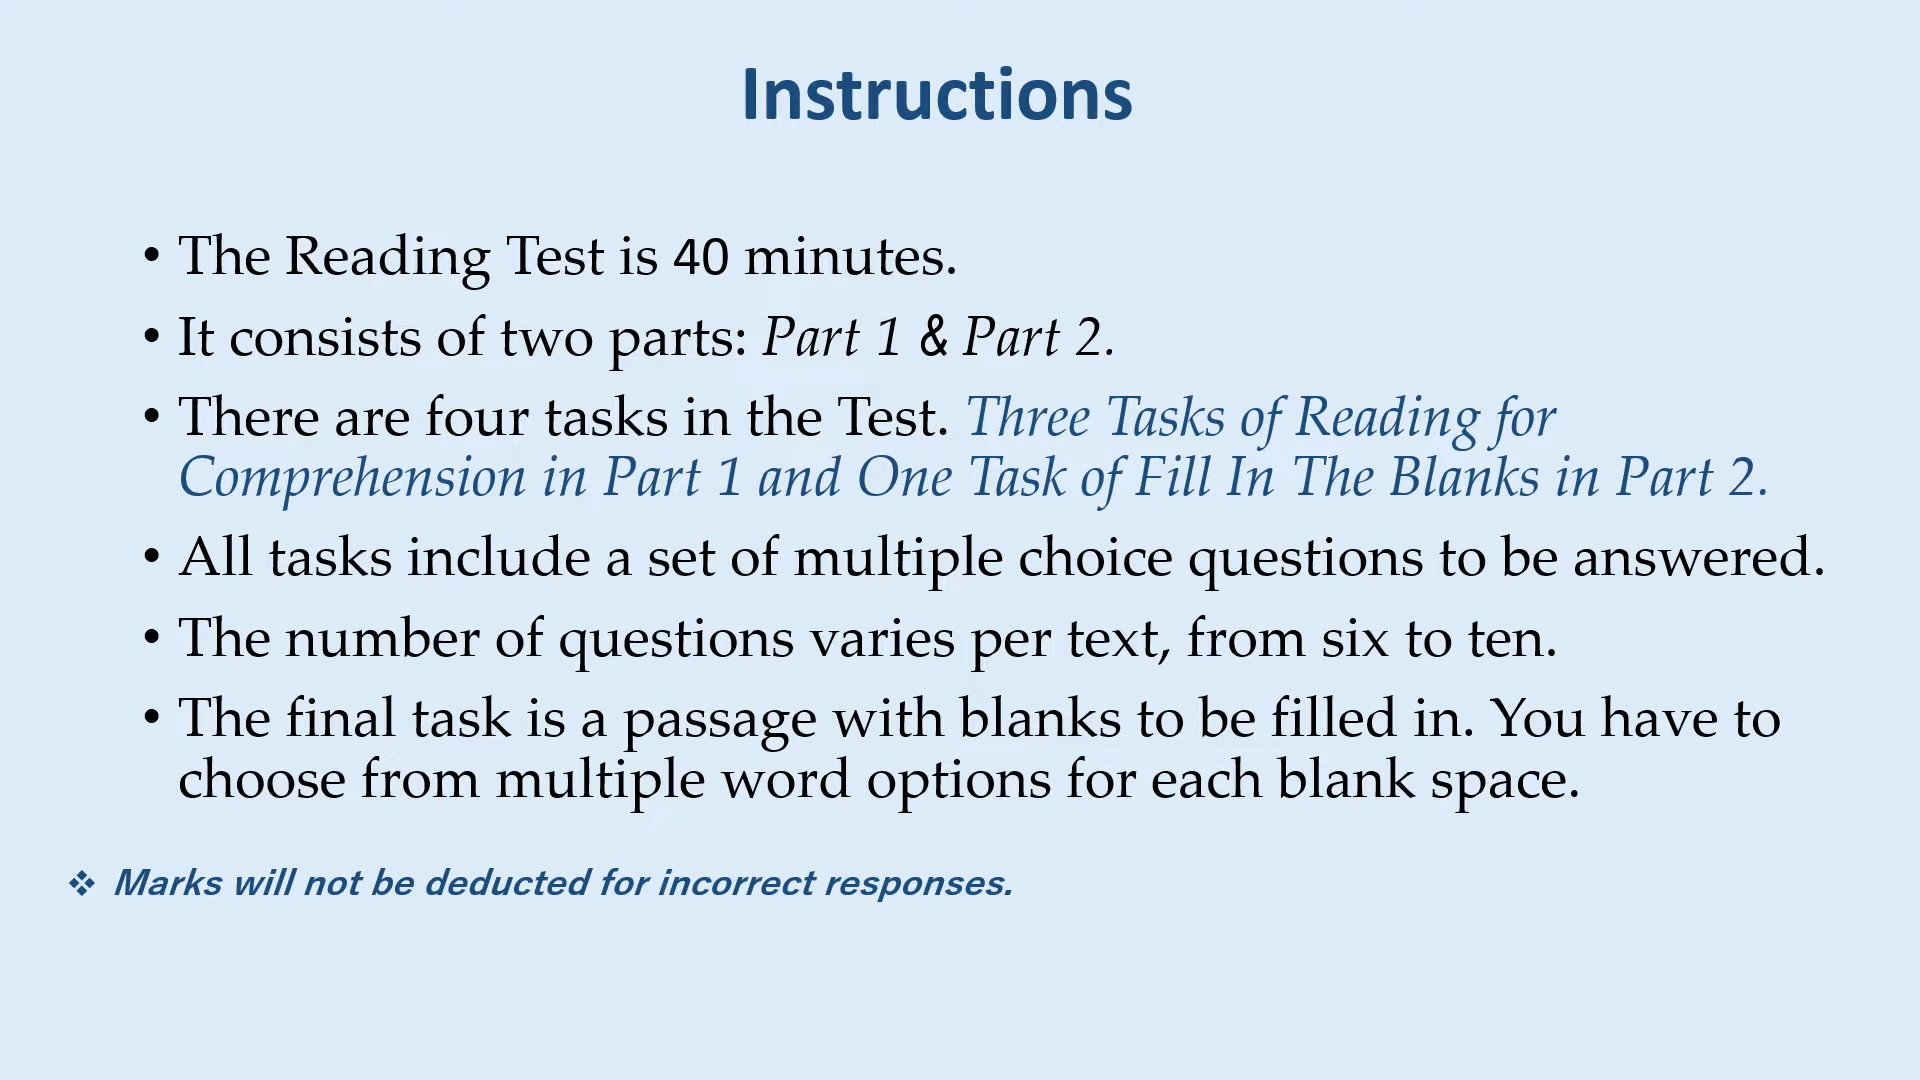 Instructions
• The Reading Test is 40 minutes.
• It consists of two parts: Part 1 & Part 2.
• There are four tasks in the Test. Three Tasks of Reading for
Comprehension in Part 1 and One Task of Fill In The Blanks in Part 2.
• All tasks include a set of multiple choice questions to be answered.
• The number of questions varies per text, from six to ten.
• The final task is a passage with blanks to be filled in. You have to
choose from multiple word options for each blank space.
❖ Marks will not be deducted for incorrect responses.